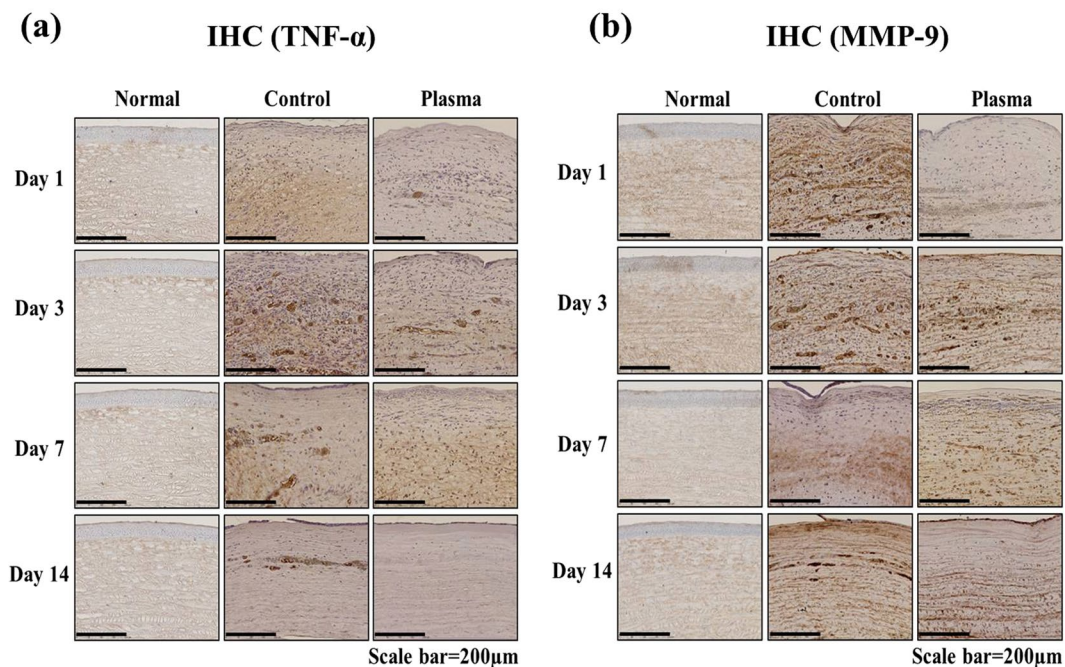 (a)
IHC (TNF-α)
Normal Control Plasma
Day 1
Day 3
Day 7
Day 14
Scale bar=200μm
(b)
IHC (MMP-9)
Normal Control Plasma
Day 1
Day 3
Day 7
Day 14
Scale bar=200μm